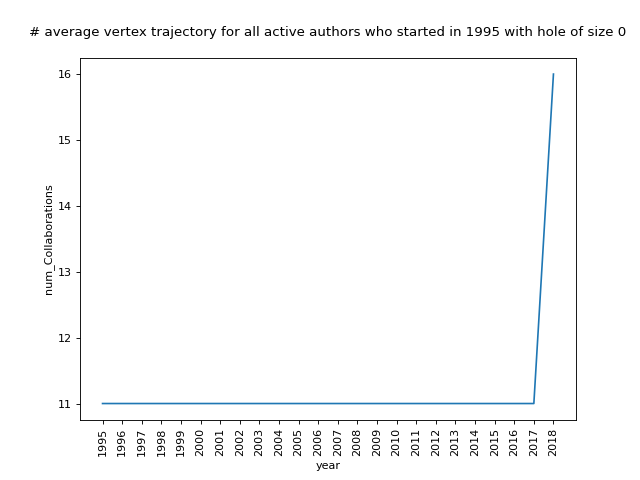 # average vertex trajectory for all active authors who started in 1995 with hole of size 0
16
15
14
13
12
11
num_Collaborations
1995 1996 1997 1998 1999 2000 2001 2002 2003 2004 2005 2006 2007 2008 2009 2010 2011 2012 2013 2014 2015 2016 2017 2018
year